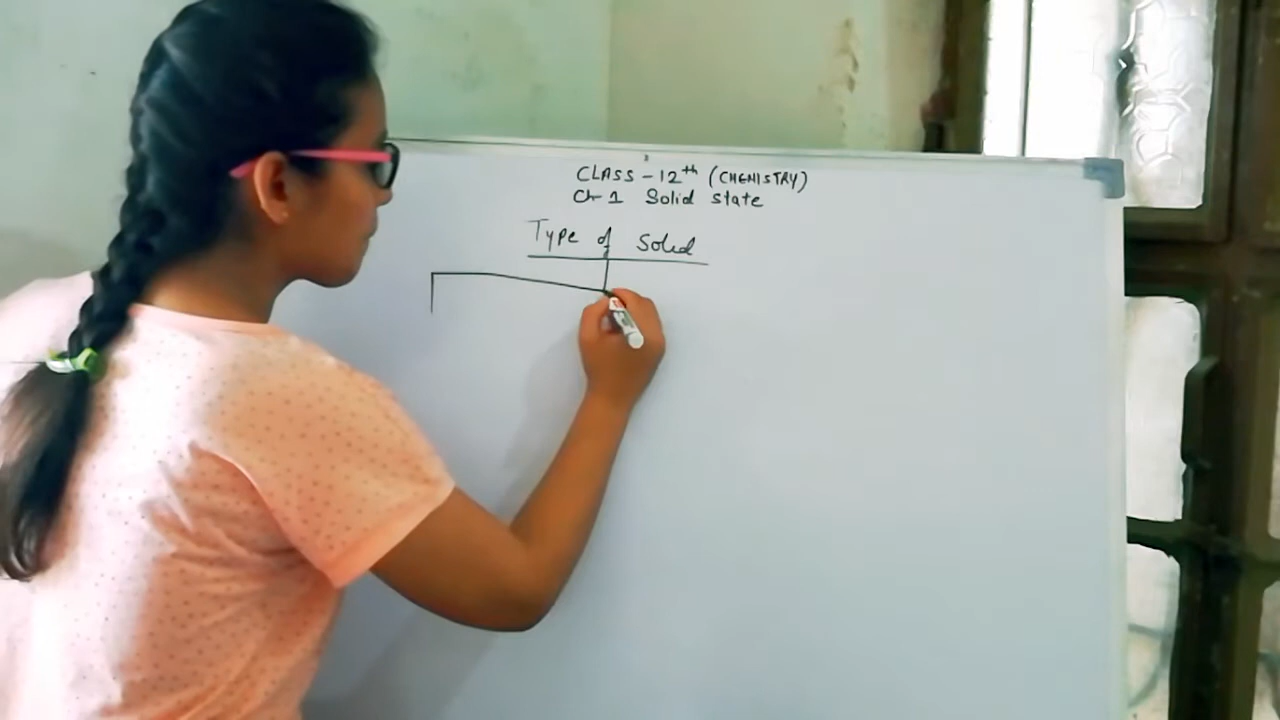 CLASS - 12th (CHEMISTRY)
Ch 1 Solid state
Type of Solid